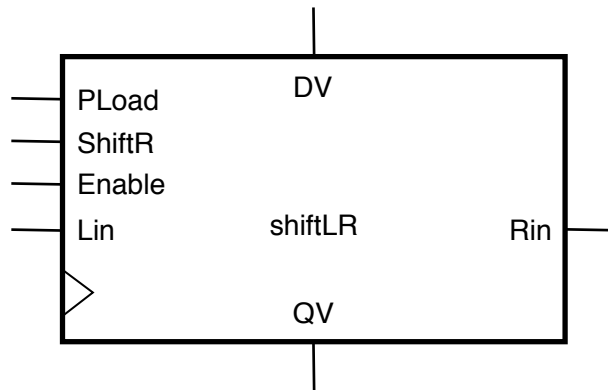 DV
PLoad
ShiftR
Enable
Lin
shiftLR
Rin
QV